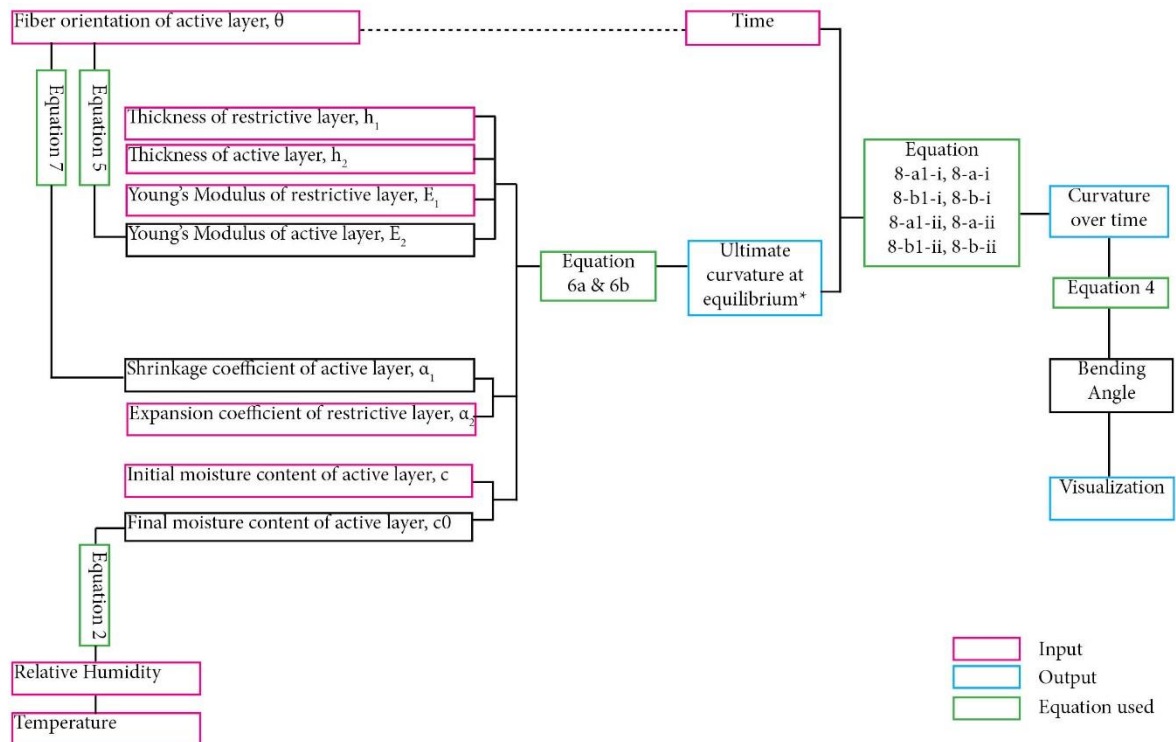 Fiber orientation of active layer, θ
Time
Equation 7
Equation 5
Thickness of restrictive layer, h₁
Thickness of active layer, h₂
Young's Modulus of restrictive layer, E₁
Young's Modulus of active layer, E₂
Equation
8-a1-i, 8-a-i
8-b1-i, 8-b-i
8-a1-ii, 8-a-ii
8-b1-ii, 8-b-ii
Curvature
over time
Equation
6a & 6b
Ultimate
curvature at
equilibrium*
Equation 4
Bending
Angle
Visualization
Shrinkage coefficient of active layer, α₁
Expansion coefficient of restrictive layer, α₂
Initial moisture content of active layer, c
Final moisture content of active layer, c0
Equation 2
Relative Humidity
Temperature
Input
Output
Equation used